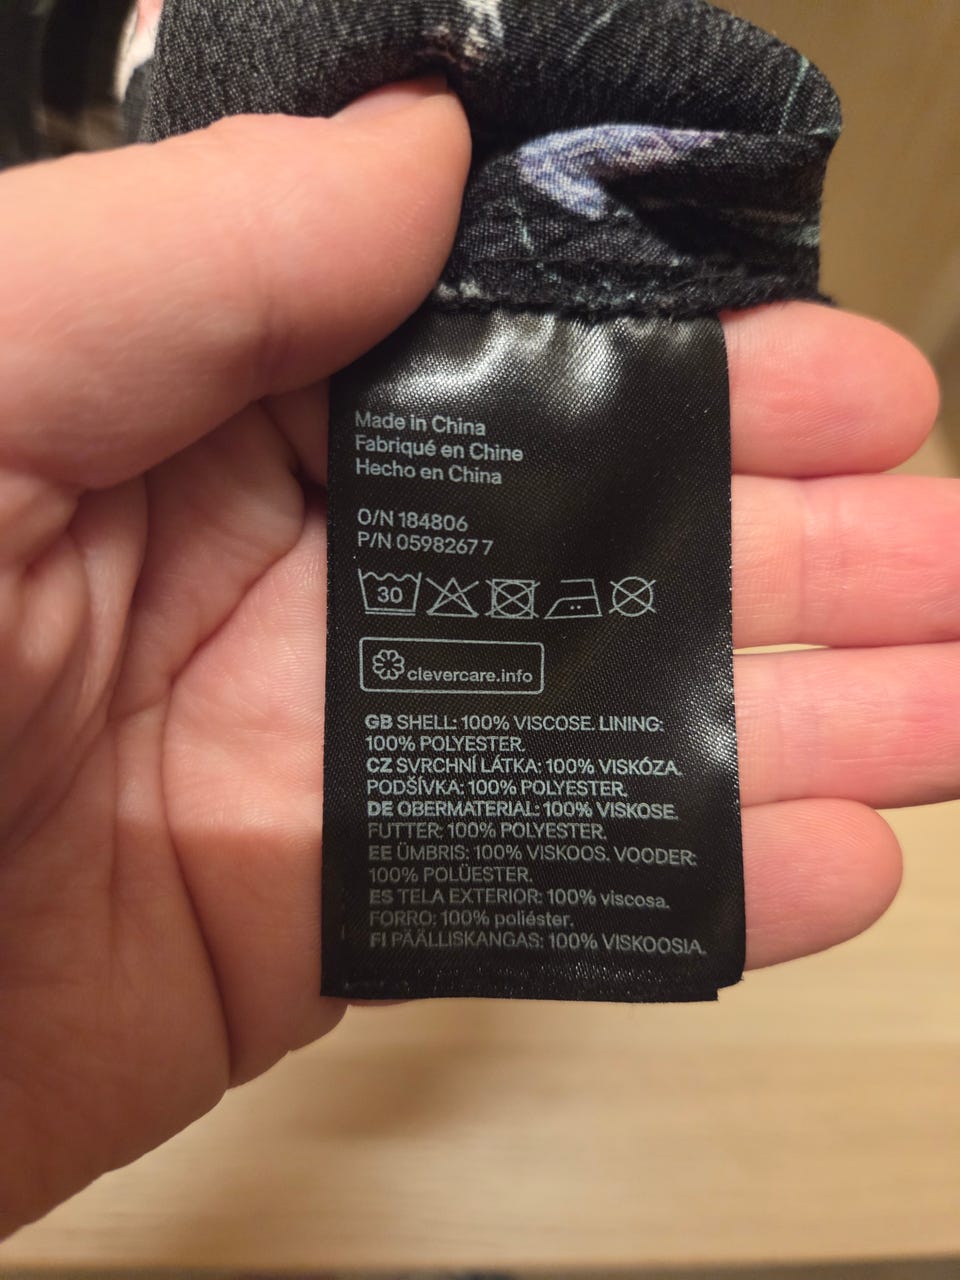 Made in China
Fabriqué en Chine
Hecho en China
O/N 184806
P/N 0598267 7
30
clevercare.info
GB SHELL: 100% VISCOSE. LINING:
100% POLYESTER.
CZ SVRCHNÍ LÁTKA: 100% VISKÓZA.
PODŠÍVKA: 100% POLYESTER.
DE OBERMATERIAL: 100% VISKOSE.
FUTTER: 100% POLYESTER.
EE ÜMBRIS: 100% VISKOOS. VOODER:
100% POLÜESTER.
ES TELA EXTERIOR: 100% viscosa.
FORRO: 100% poliéster.
FI PÄÄLLISKANGAS: 100% VISKOOSIA.